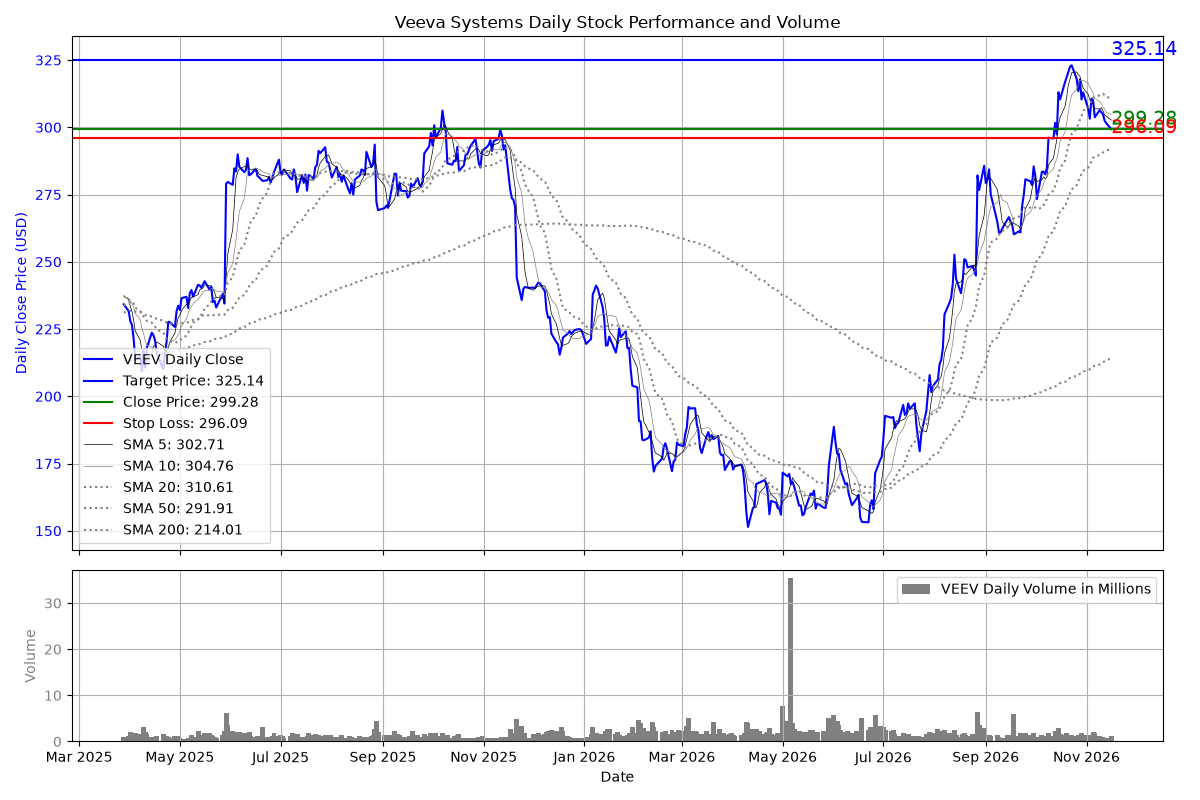 Veeva Systems Daily Stock Performance and Volume
325.14
299.28
296.09
Daily Close Price (USD)
325
300
275
250
225
200
175
150
VEEV Daily Close
Target Price: 325.14
Close Price: 299.28
Stop Loss: 296.09
SMA 5: 302.71
SMA 10: 304.76
SMA 20: 310.61
SMA 50: 291.91
SMA 200: 214.01
Volume
30
20
10
0
VEEV Daily Volume in Millions
Mar 2025 May 2025 Jul 2025 Sep 2025 Nov 2025 Jan 2026 Mar 2026 May 2026 Jul 2026 Sep 2026 Nov 2026
Date